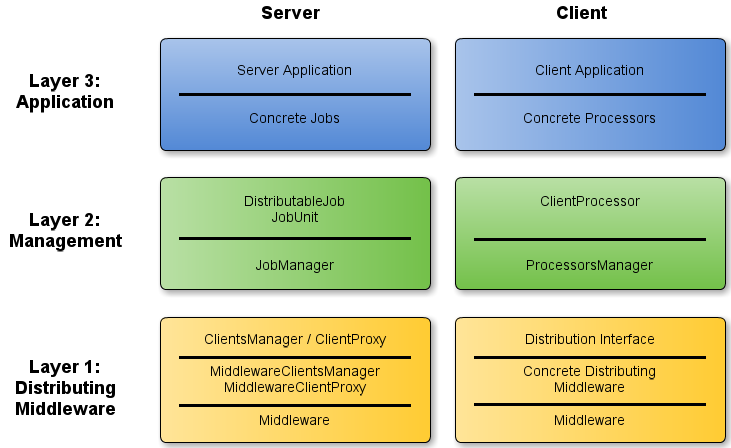 Server
Client
Layer 3:
Application
Server Application
Concrete Jobs
Client Application
Concrete Processors
Layer 2:
Management
DistributableJob
JobUnit
JobManager
ClientProcessor
ProcessorsManager
Layer 1:
Distributing
Middleware
ClientsManager / ClientProxy
MiddlewareClientsManager
MiddlewareClientProxy
Middleware
Distribution Interface
Concrete Distributing
Middleware
Middleware